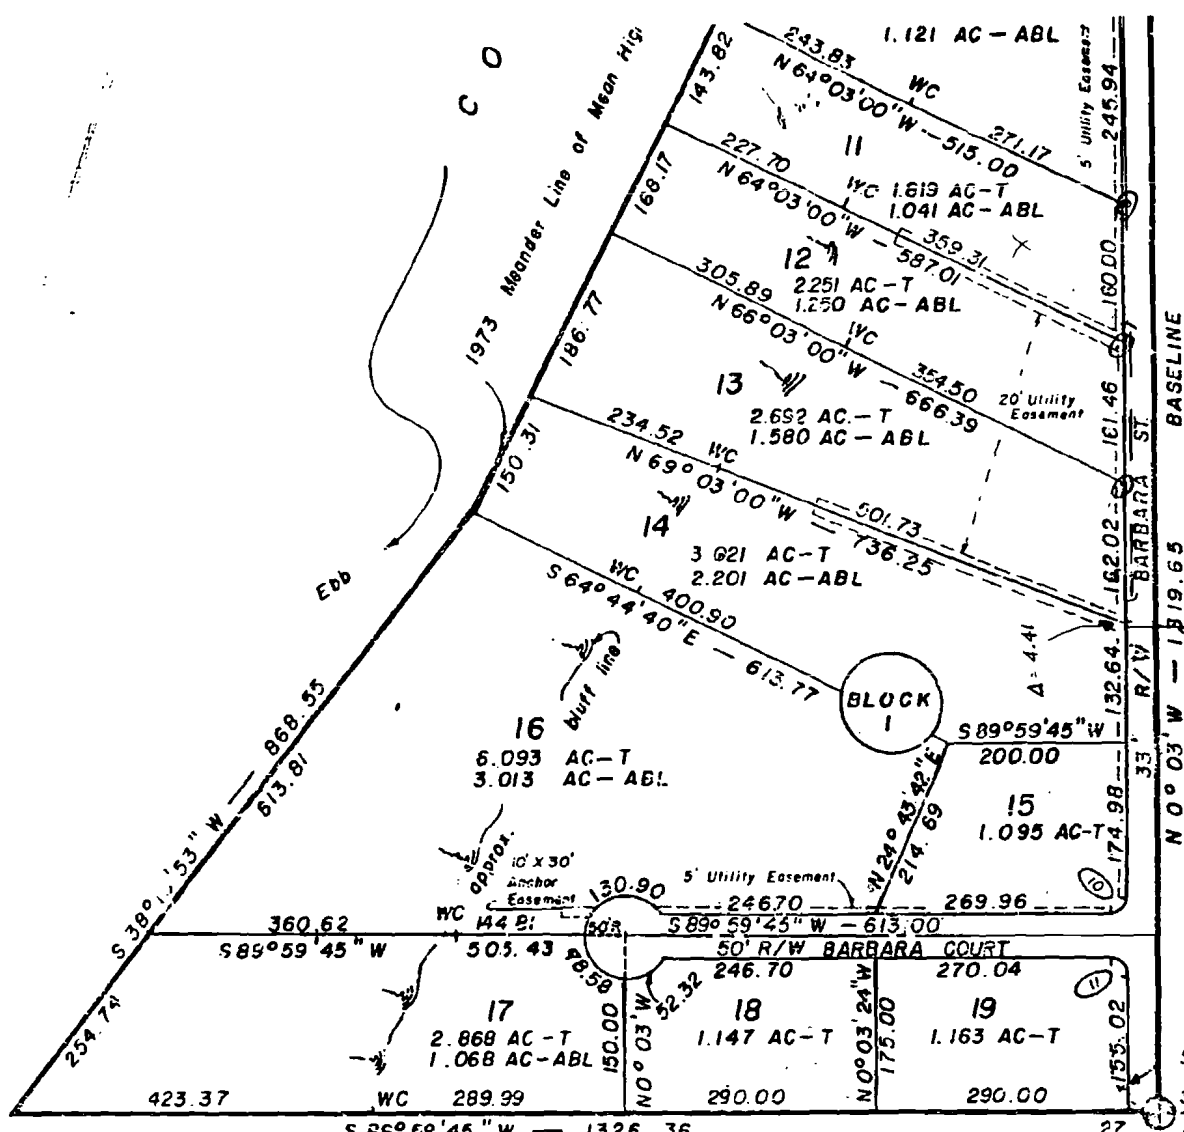 1.121 AC-ABL
5' Utility Easement
245.94
243.83
WC
271.17
N 64°03'00"W - 515.00
143.82
C O
1973 Meander Line of Mean Hig
11
1.819 AC-T
1.041 AC-ABL
227.70
WC
359.31
N 64°03'00"W - 587.01
168.17
160.00
12
2.251 AC-T
1.250 AC-ABL
305.89
WC
354.50
N 66°03'00"W - 666.39
186.77
161.46
13
2.692 AC.-T
1.580 AC-ABL
20' Utility
Easement
234.52
WC
501.73
N 69°03'00"W - 736.25
150.31
162.02
14
3.621 AC-T
2.201 AC-ABL
WC
400.90
S 64°44'40"E - 613.77
Ebb
BARBARA ST.
33' R/W
BASELINE
N 0°03'W - 1319.65
Δ= 4.41
132.64
BLOCK
1
bluff line
16
6.093 AC-T
3.013 AC-ABL
868.55
613.81
S 89°59'45"W
200.00
N 24°43'42"E
214.69
15
1.095 AC-T
174.98
10
approx.
10' X 30'
Anchor
Easement
130.90
5' Utility Easement
246.70
269.96
360.62
WC
144.81
50'R
S 89°59'45"W - 613.00
S 89°59'45"W
505.43
50' R/W BARBARA COURT
98.58
52.32
246.70
270.04
11
254.74
17
2.868 AC-T
1.068 AC-ABL
150.00
N 0°03'W
18
1.147 AC-T
N 0°03'24"W
175.00
19
1.163 AC-T
155.02
423.37
WC
289.99
290.00
290.00
1326.36
27